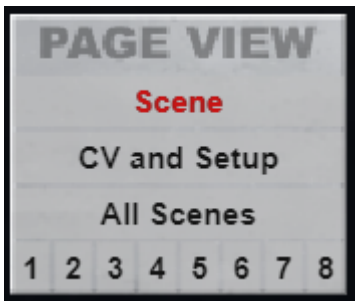 PAGE VIEW
Scene
CV and Setup
All Scenes
1 2 3 4 5 6 7 8